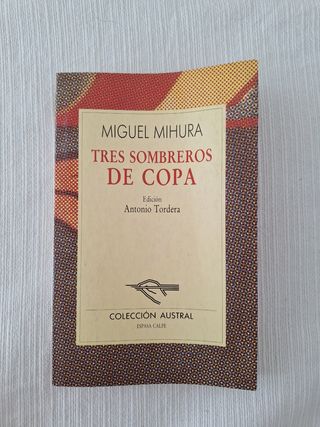 MIGUEL MIHURA
TRES SOMBREROS
DE COPA
Edición
Antonio Tordera
COLECCIÓN AUSTRAL
ESPASA CALPE